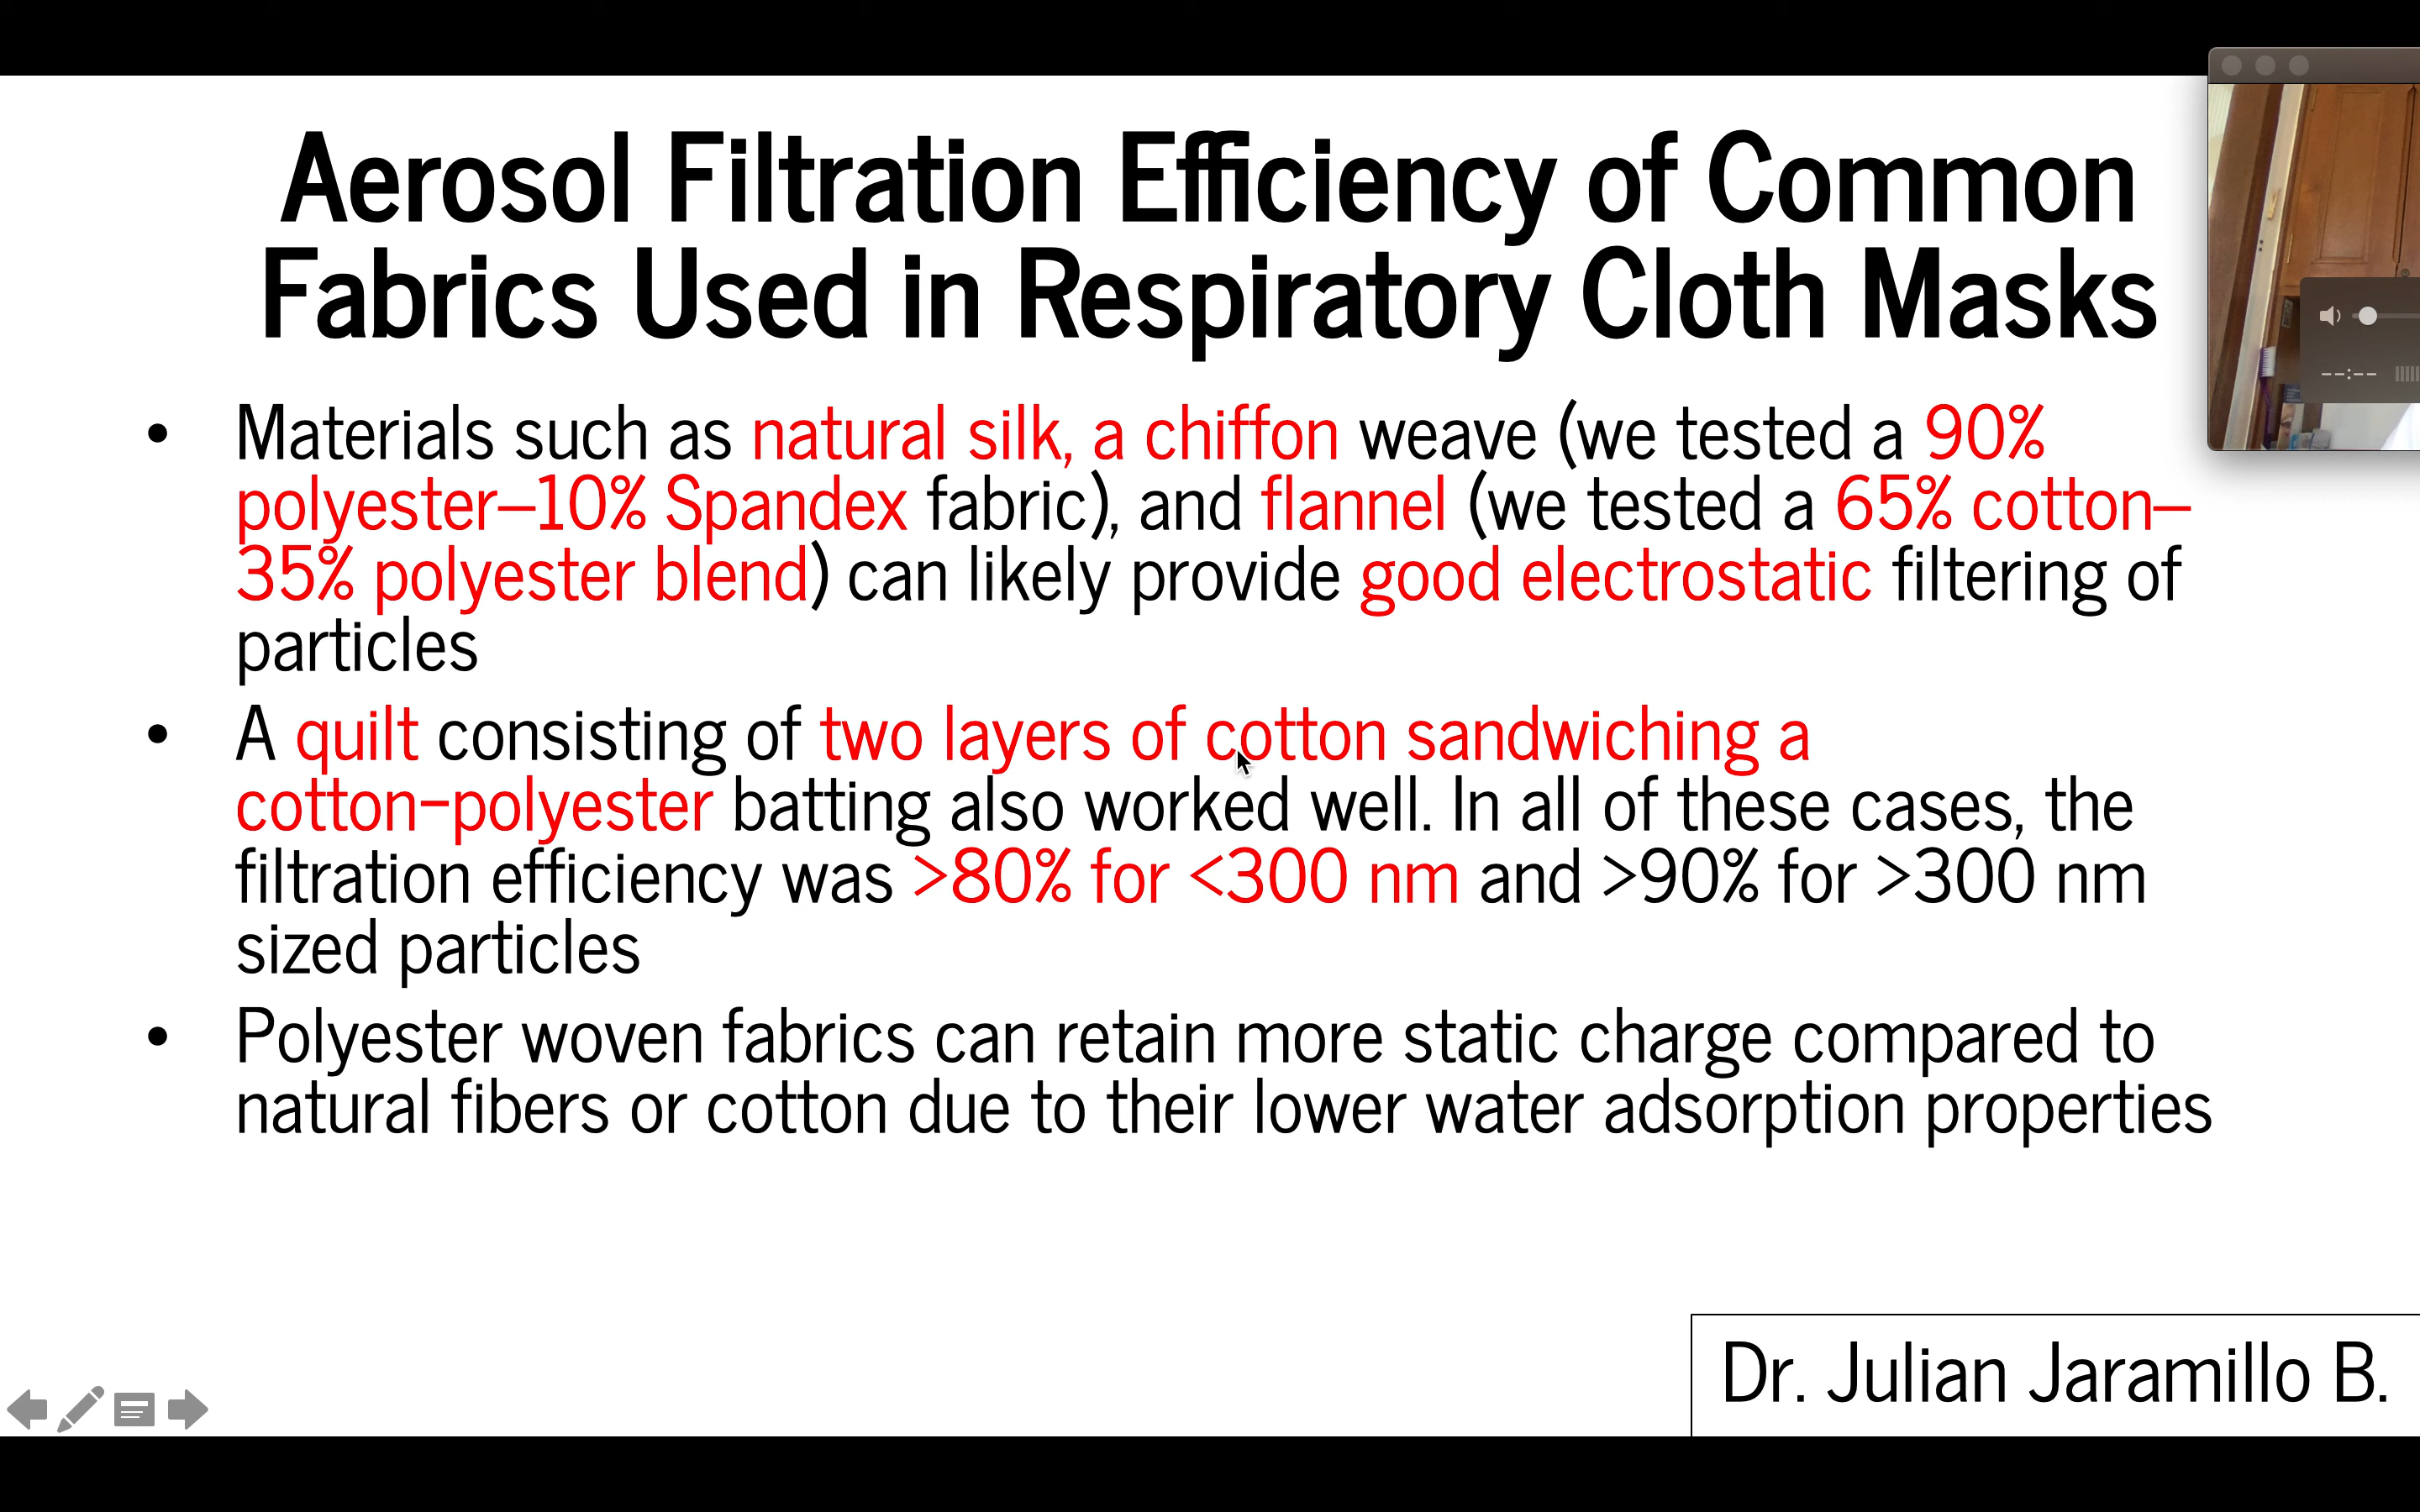 Aerosol Filtration Efficiency of Common
Fabrics Used in Respiratory Cloth Masks
• Materials such as natural silk, a chiffon weave (we tested a 90%
polyester–10% Spandex fabric), and flannel (we tested a 65% cotton–
35% polyester blend) can likely provide good electrostatic filtering of
particles
• A quilt consisting of two layers of cotton sandwiching a
cotton-polyester batting also worked well. In all of these cases, the
filtration efficiency was >80% for <300 nm and >90% for >300 nm
sized particles
• Polyester woven fabrics can retain more static charge compared to
natural fibers or cotton due to their lower water adsorption properties
--:--
Dr. Julian Jaramillo B.